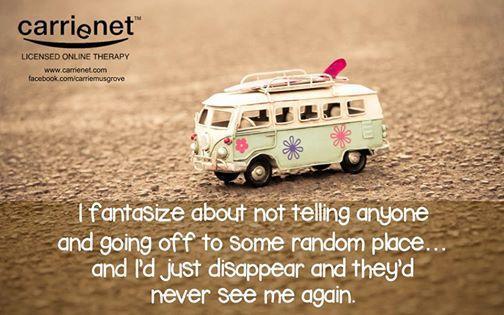 carrienet™
LICENSED ONLINE THERAPY
www.carrienet.com
facebook.com/carriemusgrove
I fantasize about not telling anyone
and going off to some random place...
and I'd just disappear and they'd
never see me again.